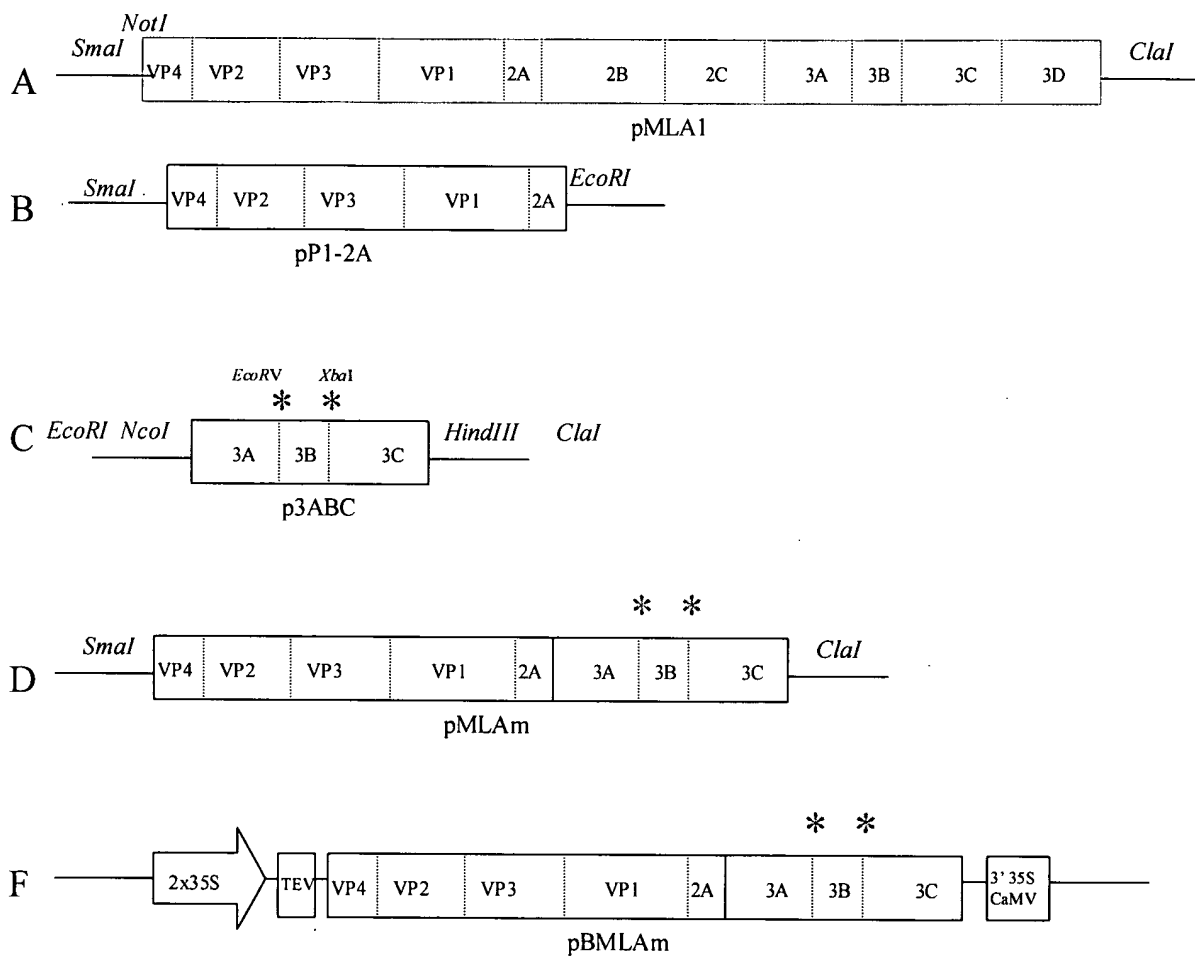 NotI
SmaI ClaI
A VP4 VP2 VP3 VP1 2A 2B 2C 3A 3B 3C 3D
pMLA1
SmaI EcoRI
B VP4 VP2 VP3 VP1 2A
pP1-2A
EcoRV XbaI
* *
EcoRI NcoI HindIII ClaI
C 3A 3B 3C
p3ABC
* *
SmaI ClaI
D VP4 VP2 VP3 VP1 2A 3A 3B 3C
pMLAm
* *
F 2x35S TEV VP4 VP2 VP3 VP1 2A 3A 3B 3C 3' 35S
CaMV
pBMLAm